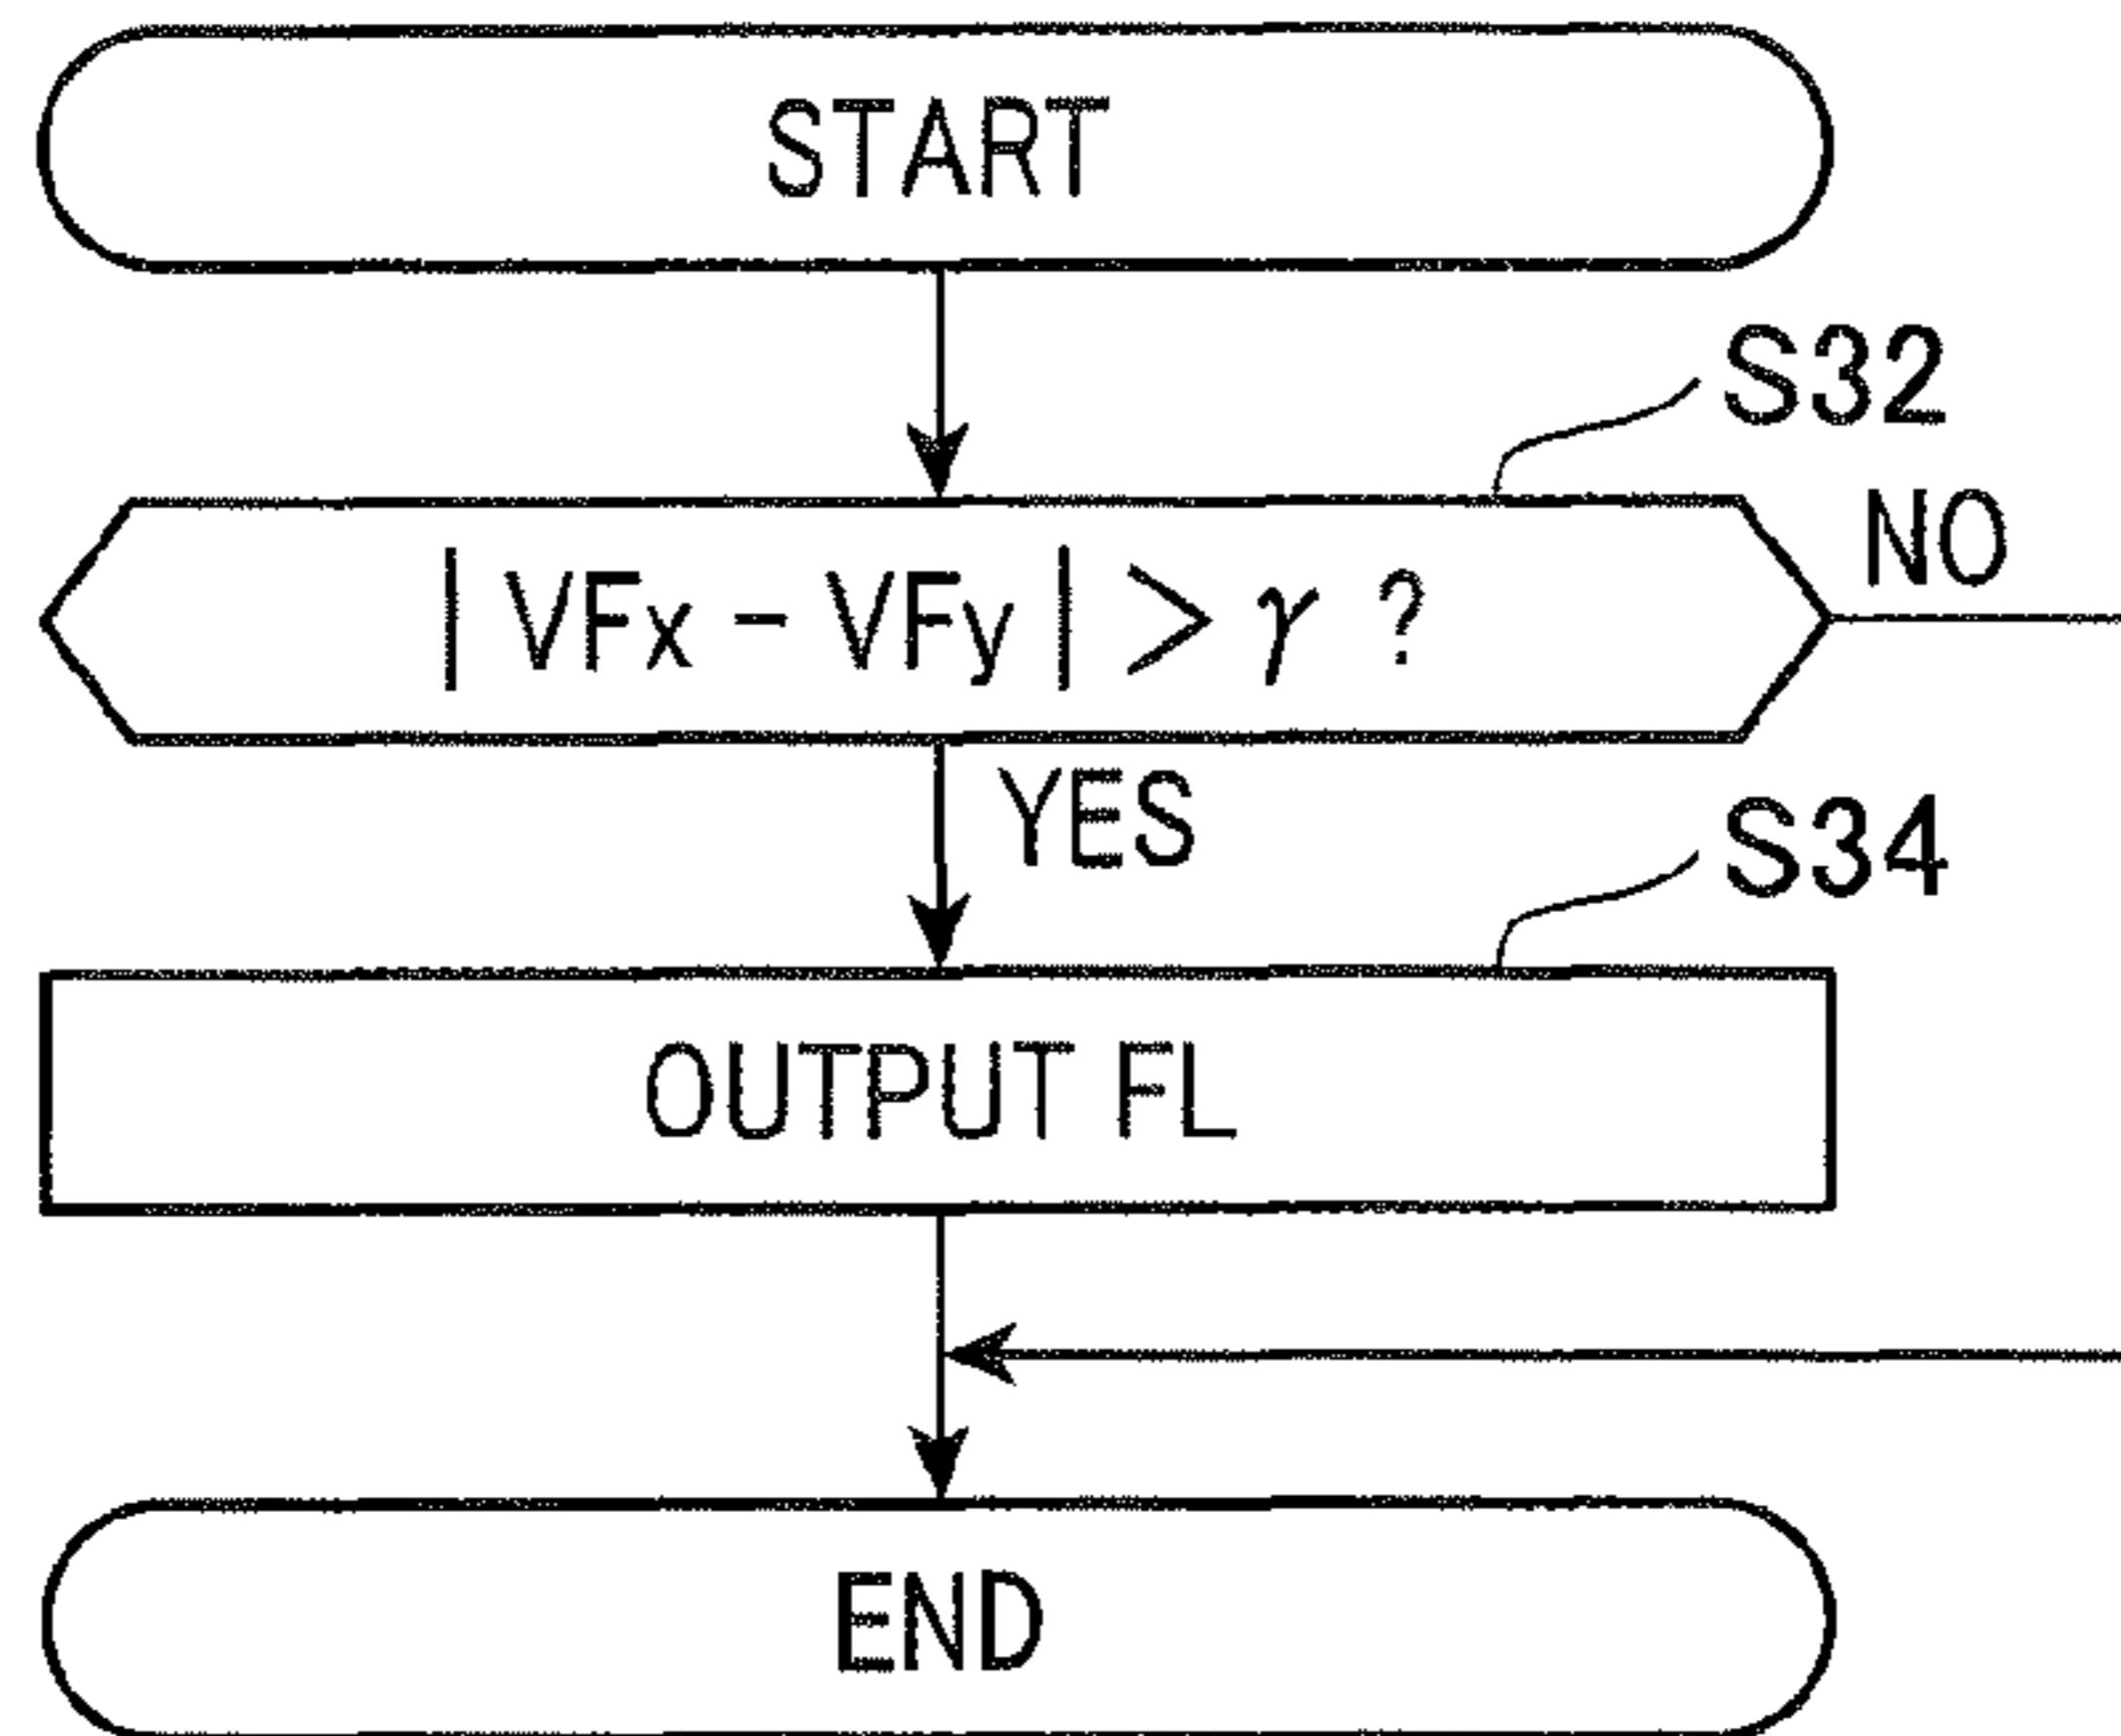 START
S32
| VFx - VFy | > γ ?
NO
YES
S34
OUTPUT FL
END